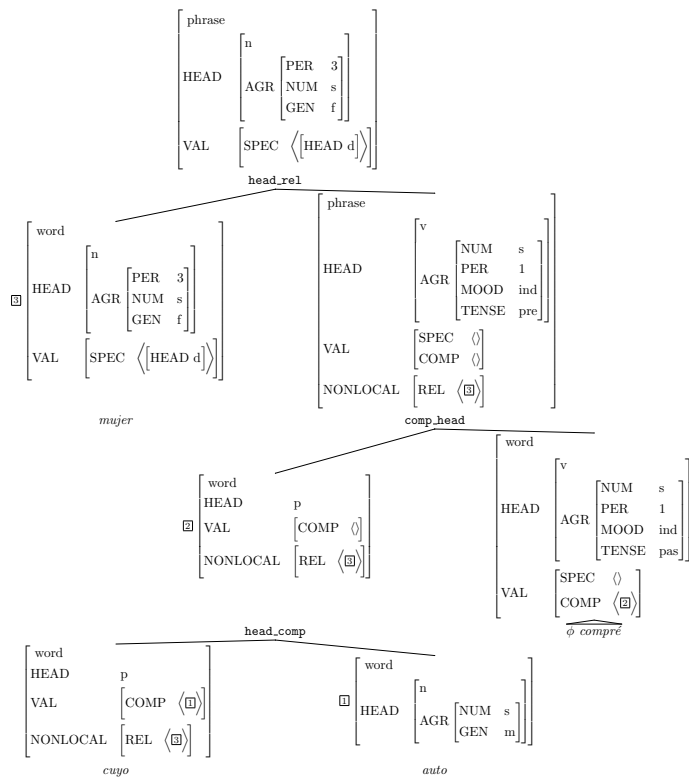 phrase
HEAD
n
AGR
PER 3
NUM s
GEN f
VAL
SPEC ⟨[HEAD d]⟩
head_rel
3
word
HEAD
n
AGR
PER 3
NUM s
GEN f
VAL
SPEC ⟨[HEAD d]⟩
mujer
phrase
HEAD
v
AGR
NUM s
PER 1
MOOD ind
TENSE pre
VAL
SPEC ⟨⟩
COMP ⟨⟩
NONLOCAL
REL ⟨3⟩
comp_head
2
word
HEAD p
VAL
COMP ⟨⟩
NONLOCAL
REL ⟨3⟩
word
HEAD
v
AGR
NUM s
PER 1
MOOD ind
TENSE pas
VAL
SPEC ⟨⟩
COMP ⟨2⟩
ϕ compré
head_comp
word
HEAD p
VAL
COMP ⟨1⟩
NONLOCAL
REL ⟨3⟩
cuyo
1
word
HEAD
n
AGR
NUM s
GEN m
auto